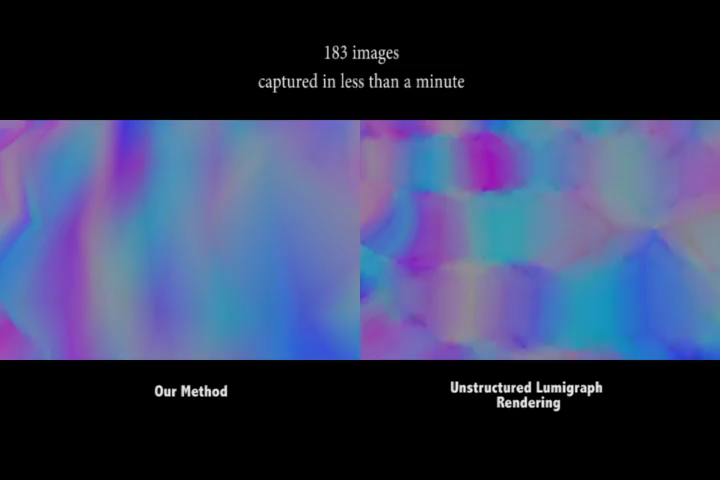 183 images
captured in less than a minute
Our Method
Unstructured Lumigraph
Rendering